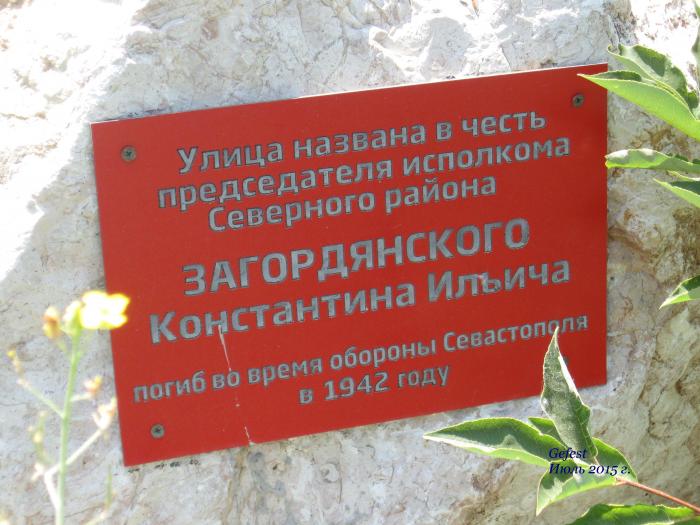 Улица названа в честь
председателя исполкома
Северного района
ЗАГОРДЯНСКОГО
Константина Ильича
погиб во время обороны Севастополя
в 1942 году
Gefest
Июль 2015 г.